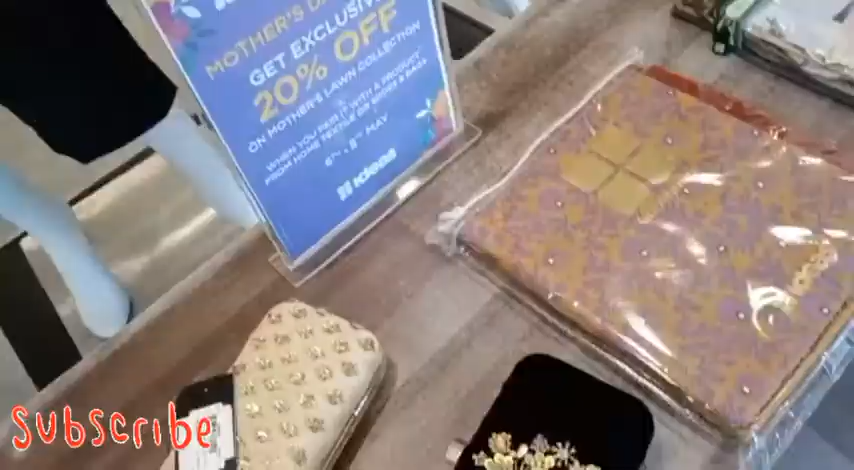 MOTHER'S DA
GET EXCLUSIVE
20% OFF
ON MOTHER'S LAWN COLLECTION
WHEN YOU PAIR IT WITH A PRODUCT
FROM HOME TEXTILE OR SHOES & BAGS
6TH - 8TH MAY
Ideas
Subscribe